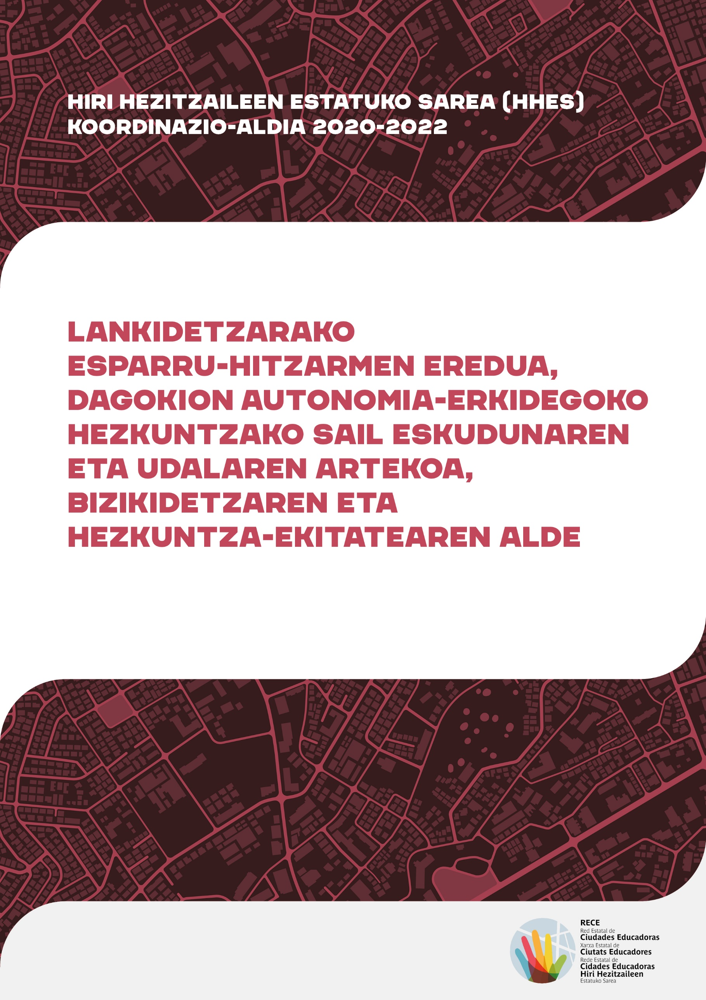 HIRI HEZITZAILEEN ESTATUKO SAREA (HHES)
KOORDINAZIO-ALDIA 2020-2022
LANKIDETZARAKO
ESPARRU-HITZARMEN EREDUA,
DAGOKION AUTONOMIA-ERKIDEGOKO
HEZKUNTZAKO SAIL ESKUDUNAREN
ETA UDALAREN ARTEKOA,
BIZIKIDETZAREN ETA
HEZKUNTZA-EKITATEAREN ALDE
RECE
Red Estatal de
Ciudades Educadoras
Xarxa Estatal de
Ciutats Educadores
Rede Estatal de
Cidades Educadoras
Hiri Hezitzaileen
Estatuko Sarea